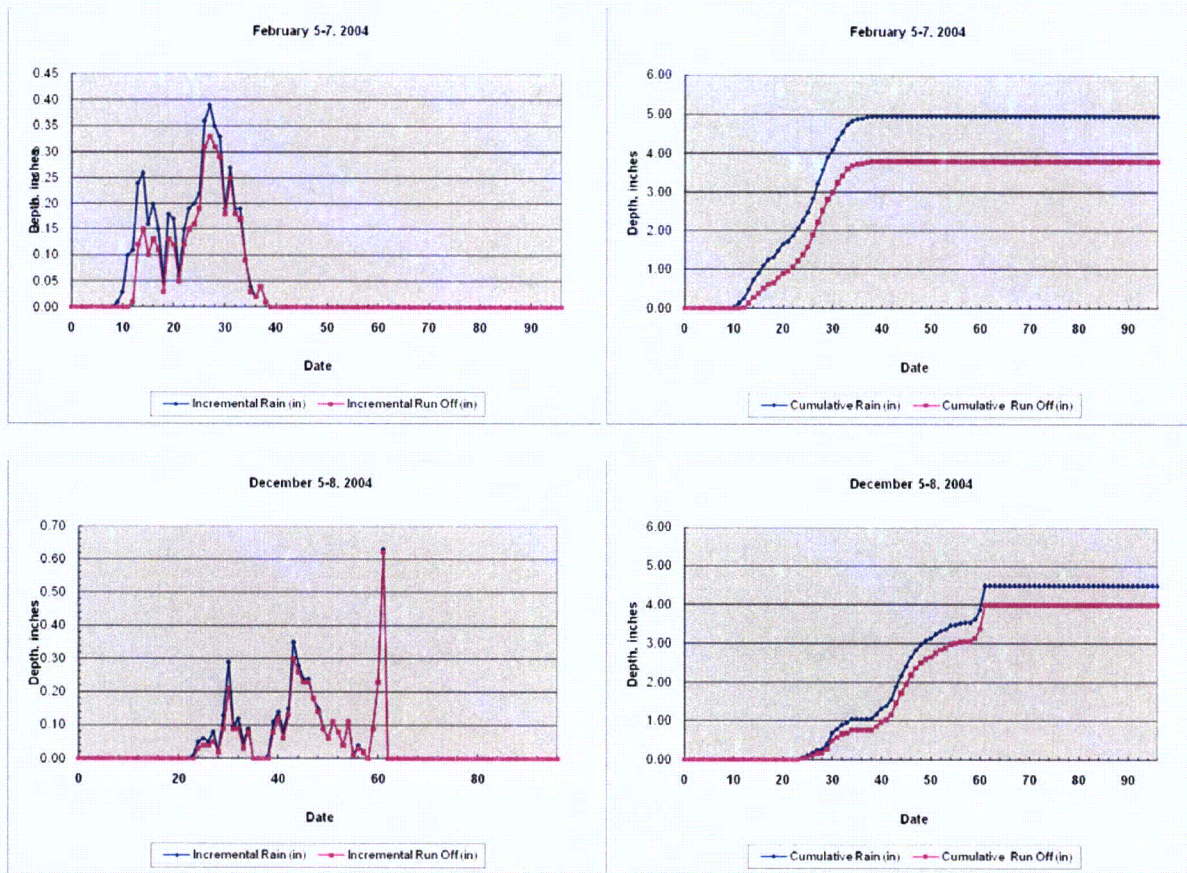 February 5-7, 2004
0.45
0.40
0.35
0.30
0.25
0.20
0.15
0.10
0.05
0.00
Depth, inches
0 10 20 30 40 50 60 70 80 90
Date
Incremental Rain (in) Incremental Run Off (in)
February 5-7, 2004
6.00
5.00
4.00
3.00
2.00
1.00
0.00
Depth, inches
0 10 20 30 40 50 60 70 80 90
Date
Cumulative Rain (in) Cumulative Run Off (in)
December 5-8, 2004
0.70
0.60
0.50
0.40
0.30
0.20
0.10
0.00
Depth, inches
0 20 40 60 80
Date
Incremental Rain (in) Incremental Run Off (in)
December 5-8, 2004
6.00
5.00
4.00
3.00
2.00
1.00
0.00
Depth, inches
0 10 20 30 40 50 60 70 80 90
Date
Cumulative Rain (in) Cumulative Run Off (in)